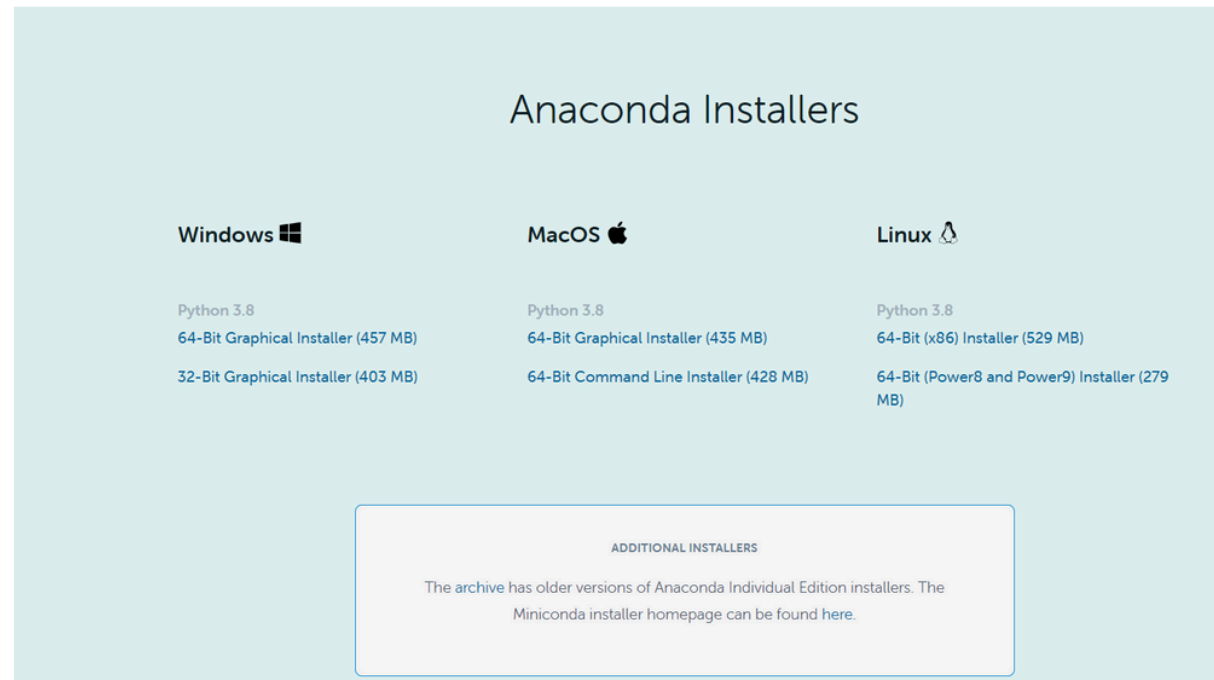 Anaconda Installers
Windows
Python 3.8
64-Bit Graphical Installer (457 MB)
32-Bit Graphical Installer (403 MB)
MacOS
Python 3.8
64-Bit Graphical Installer (435 MB)
64-Bit Command Line Installer (428 MB)
Linux
Python 3.8
64-Bit (x86) Installer (529 MB)
64-Bit (Power8 and Power9) Installer (279
MB)
ADDITIONAL INSTALLERS
The archive has older versions of Anaconda Individual Edition installers. The
Miniconda installer homepage can be found here.